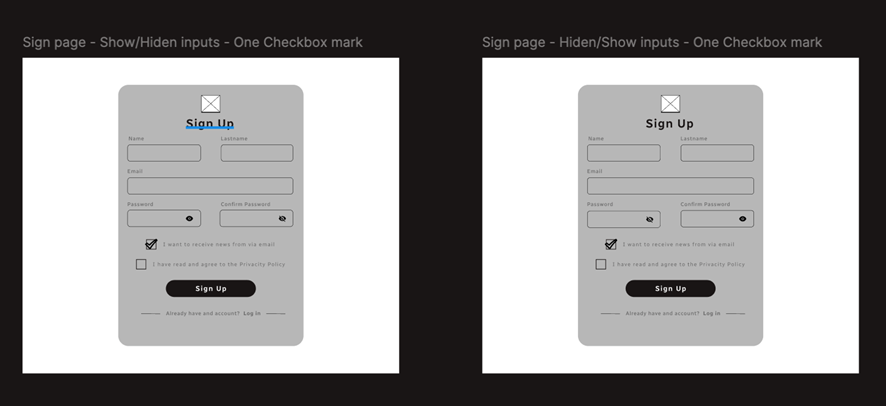 Sign page - Show/Hiden inputs - One Checkbox mark
Sign Up
Name Lastname
Email
Password Confirm Password
I want to receive news from via email
I have read and agree to the Privacity Policy
Sign Up
Already have and account? Log in
Sign page - Hiden/Show inputs - One Checkbox mark
Sign Up
Name Lastname
Email
Password Confirm Password
I want to receive news from via email
I have read and agree to the Privacity Policy
Sign Up
Already have and account? Log in